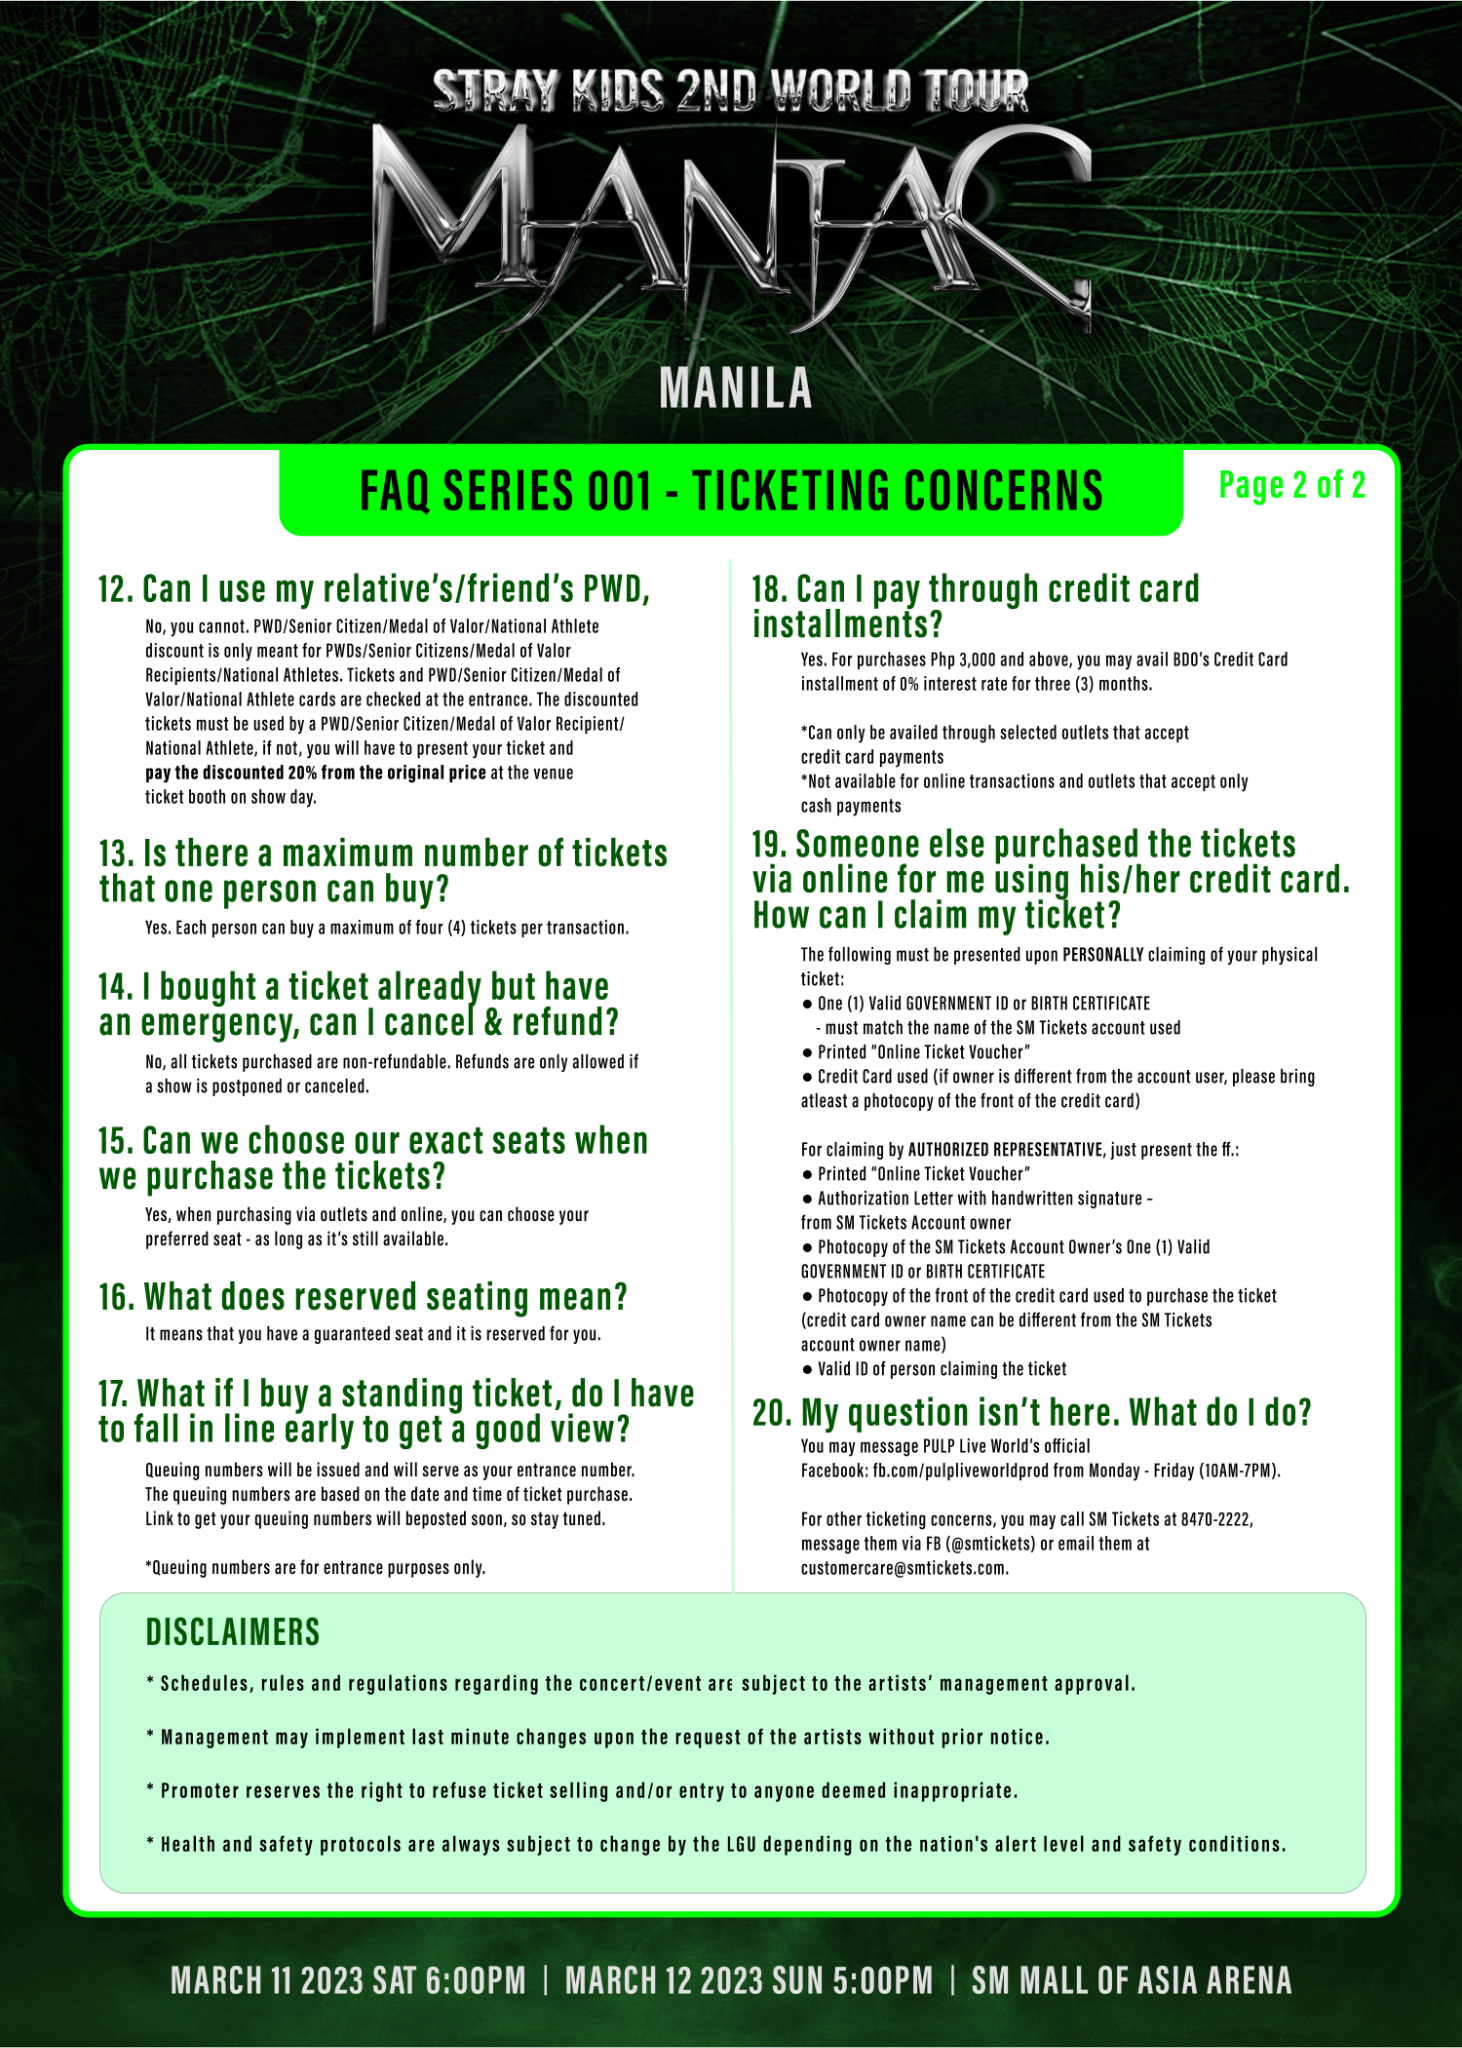 STRAY KIDS 2ND WORLD TOUR
MANIAC
MANILA
FAQ SERIES 001 - TICKETING CONCERNS
Page 2 of 2
12. Can I use my relative’s/friend’s PWD,
No, you cannot. PWD/Senior Citizen/Medal of Valor/National Athlete
discount is only meant for PWDs/Senior Citizens/Medal of Valor
Recipients/National Athletes. Tickets and PWD/Senior Citizen/Medal of
Valor/National Athlete cards are checked at the entrance. The discounted
tickets must be used by a PWD/Senior Citizen/Medal of Valor Recipient/
National Athlete, if not, you will have to present your ticket and
pay the discounted 20% from the original price at the venue
ticket booth on show day.
13. Is there a maximum number of tickets
that one person can buy?
Yes. Each person can buy a maximum of four (4) tickets per transaction.
14. I bought a ticket already but have
an emergency, can I cancel & refund?
No, all tickets purchased are non-refundable. Refunds are only allowed if
a show is postponed or canceled.
15. Can we choose our exact seats when
we purchase the tickets?
Yes, when purchasing via outlets and online, you can choose your
preferred seat - as long as it’s still available.
16. What does reserved seating mean?
It means that you have a guaranteed seat and it is reserved for you.
17. What if I buy a standing ticket, do I have
to fall in line early to get a good view?
Queuing numbers will be issued and will serve as your entrance number.
The queuing numbers are based on the date and time of ticket purchase.
Link to get your queuing numbers will beposted soon, so stay tuned.
*Queuing numbers are for entrance purposes only.
18. Can I pay through credit card
installments?
Yes. For purchases Php 3,000 and above, you may avail BDO’s Credit Card
installment of 0% interest rate for three (3) months.
*Can only be availed through selected outlets that accept
credit card payments
*Not available for online transactions and outlets that accept only
cash payments
19. Someone else purchased the tickets
via online for me using his/her credit card.
How can I claim my ticket?
The following must be presented upon PERSONALLY claiming of your physical
ticket:
● One (1) Valid GOVERNMENT ID or BIRTH CERTIFICATE
- must match the name of the SM Tickets account used
● Printed “Online Ticket Voucher”
● Credit Card used (if owner is different from the account user, please bring
atleast a photocopy of the front of the credit card)
For claiming by AUTHORIZED REPRESENTATIVE, just present the ff.:
● Printed “Online Ticket Voucher”
● Authorization Letter with handwritten signature –
from SM Tickets Account owner
● Photocopy of the SM Tickets Account Owner’s One (1) Valid
GOVERNMENT ID or BIRTH CERTIFICATE
● Photocopy of the front of the credit card used to purchase the ticket
(credit card owner name can be different from the SM Tickets
account owner name)
● Valid ID of person claiming the ticket
20. My question isn’t here. What do I do?
You may message PULP Live World’s official
Facebook: fb.com/pulpliveworldprod from Monday - Friday (10AM-7PM).
For other ticketing concerns, you may call SM Tickets at 8470-2222,
message them via FB (@smtickets) or email them at
customercare@smtickets.com.
DISCLAIMERS
* Schedules, rules and regulations regarding the concert/event are subject to the artists’ management approval.
* Management may implement last minute changes upon the request of the artists without prior notice.
* Promoter reserves the right to refuse ticket selling and/or entry to anyone deemed inappropriate.
* Health and safety protocols are always subject to change by the LGU depending on the nation's alert level and safety conditions.
MARCH 11 2023 SAT 6:00PM | MARCH 12 2023 SUN 5:00PM | SM MALL OF ASIA ARENA